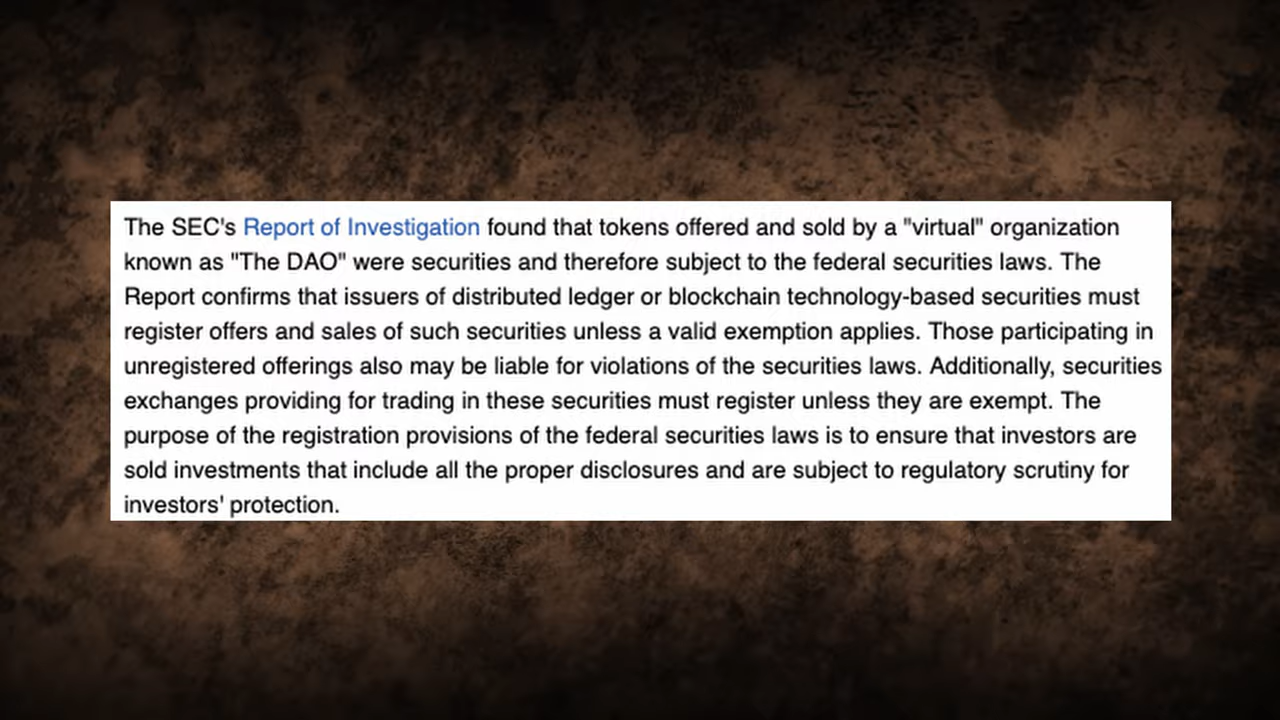 The SEC's Report of Investigation found that tokens offered and sold by a "virtual" organization
known as "The DAO" were securities and therefore subject to the federal securities laws. The
Report confirms that issuers of distributed ledger or blockchain technology-based securities must
register offers and sales of such securities unless a valid exemption applies. Those participating in
unregistered offerings also may be liable for violations of the securities laws. Additionally, securities
exchanges providing for trading in these securities must register unless they are exempt. The
purpose of the registration provisions of the federal securities laws is to ensure that investors are
sold investments that include all the proper disclosures and are subject to regulatory scrutiny for
investors' protection.